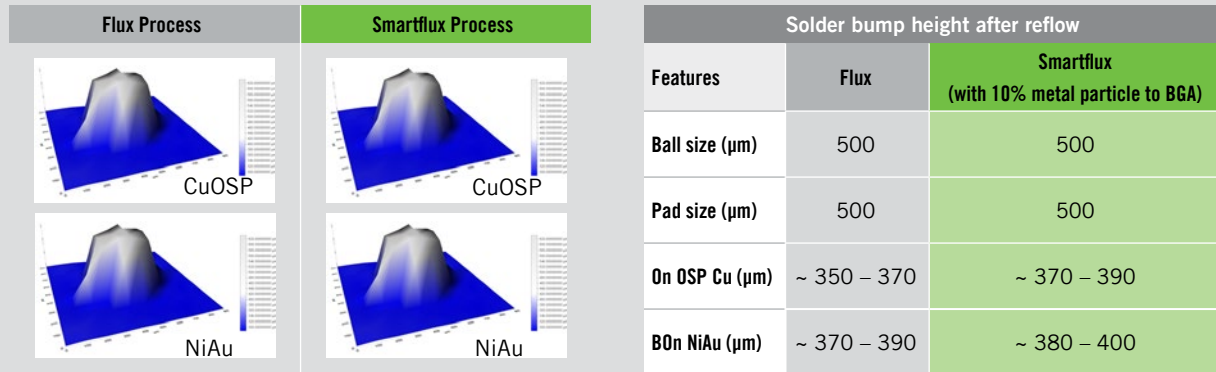 Flux Process
Smartflux Process
CuOSP
CuOSP
NiAu
NiAu
Solder bump height after reflow
Features
Flux
Smartflux
(with 10% metal particle to BGA)
Ball size (µm)
500
500
Pad size (µm)
500
500
On OSP Cu (µm)
~ 350 – 370
~ 370 – 390
BOn NiAu (µm)
~ 370 – 390
~ 380 – 400